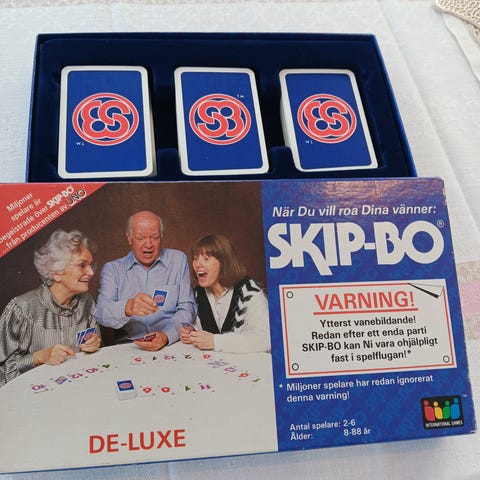 Miljoner
spelare är
begeistrade över SKIP-BO
...från producenten av UNO
När Du vill roa Dina vänner:
SKIP-BO®
VARNING!
Ytterst vanebildande!
Redan efter ett enda parti
SKIP-BO kan Ni vara ohjälpligt
fast i spelflugan!*
* Miljoner spelare har redan ignorerat
denna varning!
Antal spelare: 2-6
Ålder: 8-88 år
INTERNATIONAL GAMES
DE-LUXE